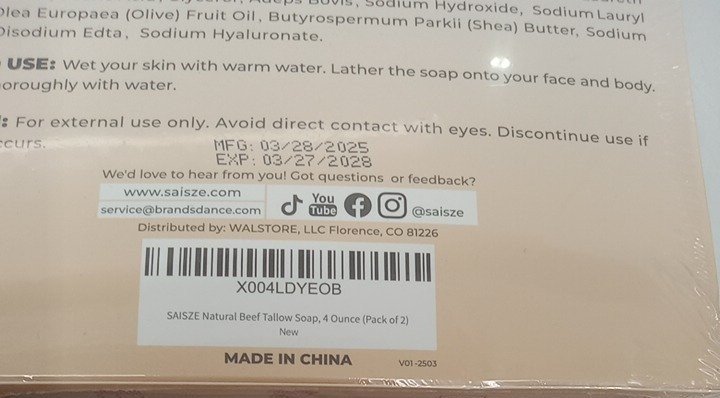 Adeps Bovis, Sodium Hydroxide, Sodium Lauryl
Olea Europaea (Olive) Fruit Oil, Butyrospermum Parkii (Shea) Butter, Sodium
Disodium Edta, Sodium Hyaluronate.
USE: Wet your skin with warm water. Lather the soap onto your face and body.
oroughly with water.
: For external use only. Avoid direct contact with eyes. Discontinue use if
ccurs.
MFG: 03/28/2025
EXP: 03/27/2028
We'd love to hear from you! Got questions or feedback?
www.saisze.com
service@brandsdance.com
You Tube
@saisze
Distributed by: WALSTORE, LLC Florence, CO 81226
X004LDYEOB
SAISZE Natural Beef Tallow Soap, 4 Ounce (Pack of 2)
New
MADE IN CHINA
V01-2503